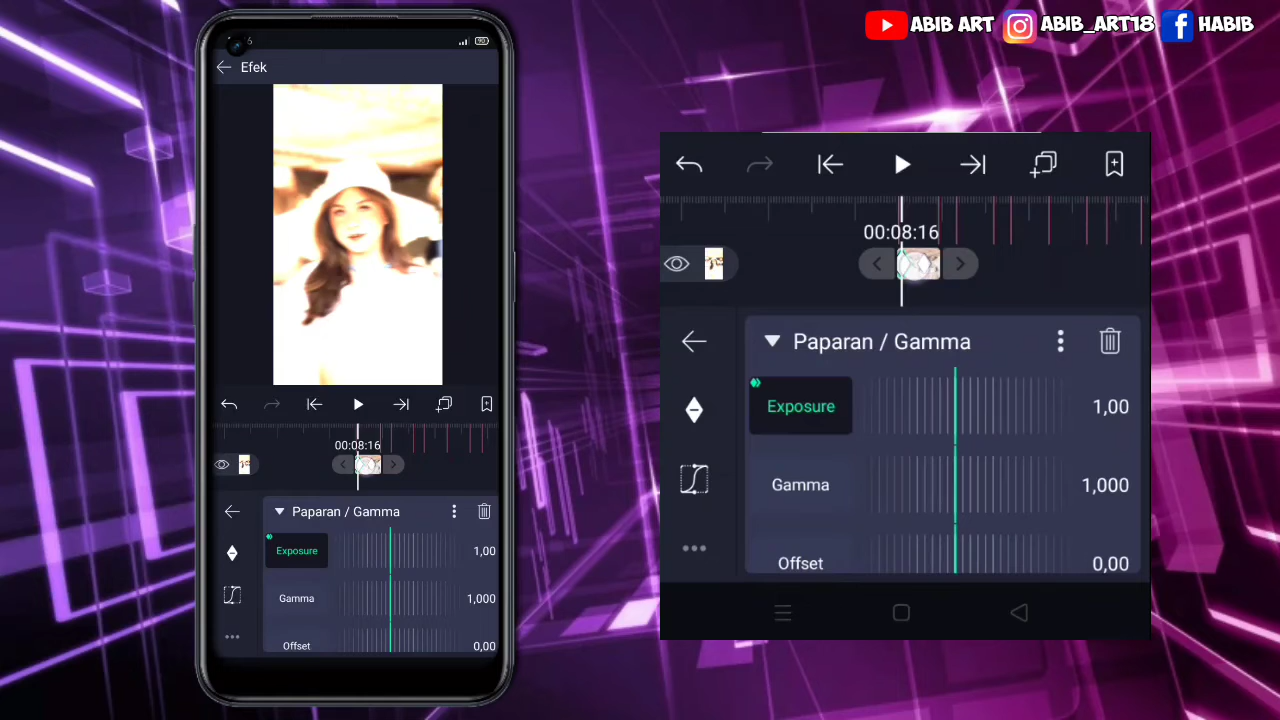 ABIB ART ABIB_ART18 HABIB
Efek
00:08:16
Paparan / Gamma
Exposure 1,00
Gamma 1,000
Offset 0,00
00:08:16
Paparan / Gamma
Exposure 1,00
Gamma 1,000
Offset 0,00